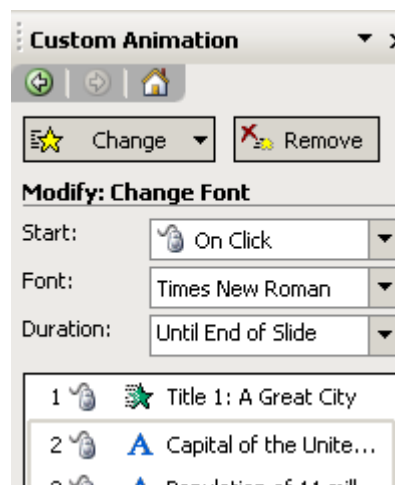 Custom Animation
Change Remove
Modify: Change Font
Start: On Click
Font: Times New Roman
Duration: Until End of Slide
1 Title 1: A Great City
2 Capital of the Unite...